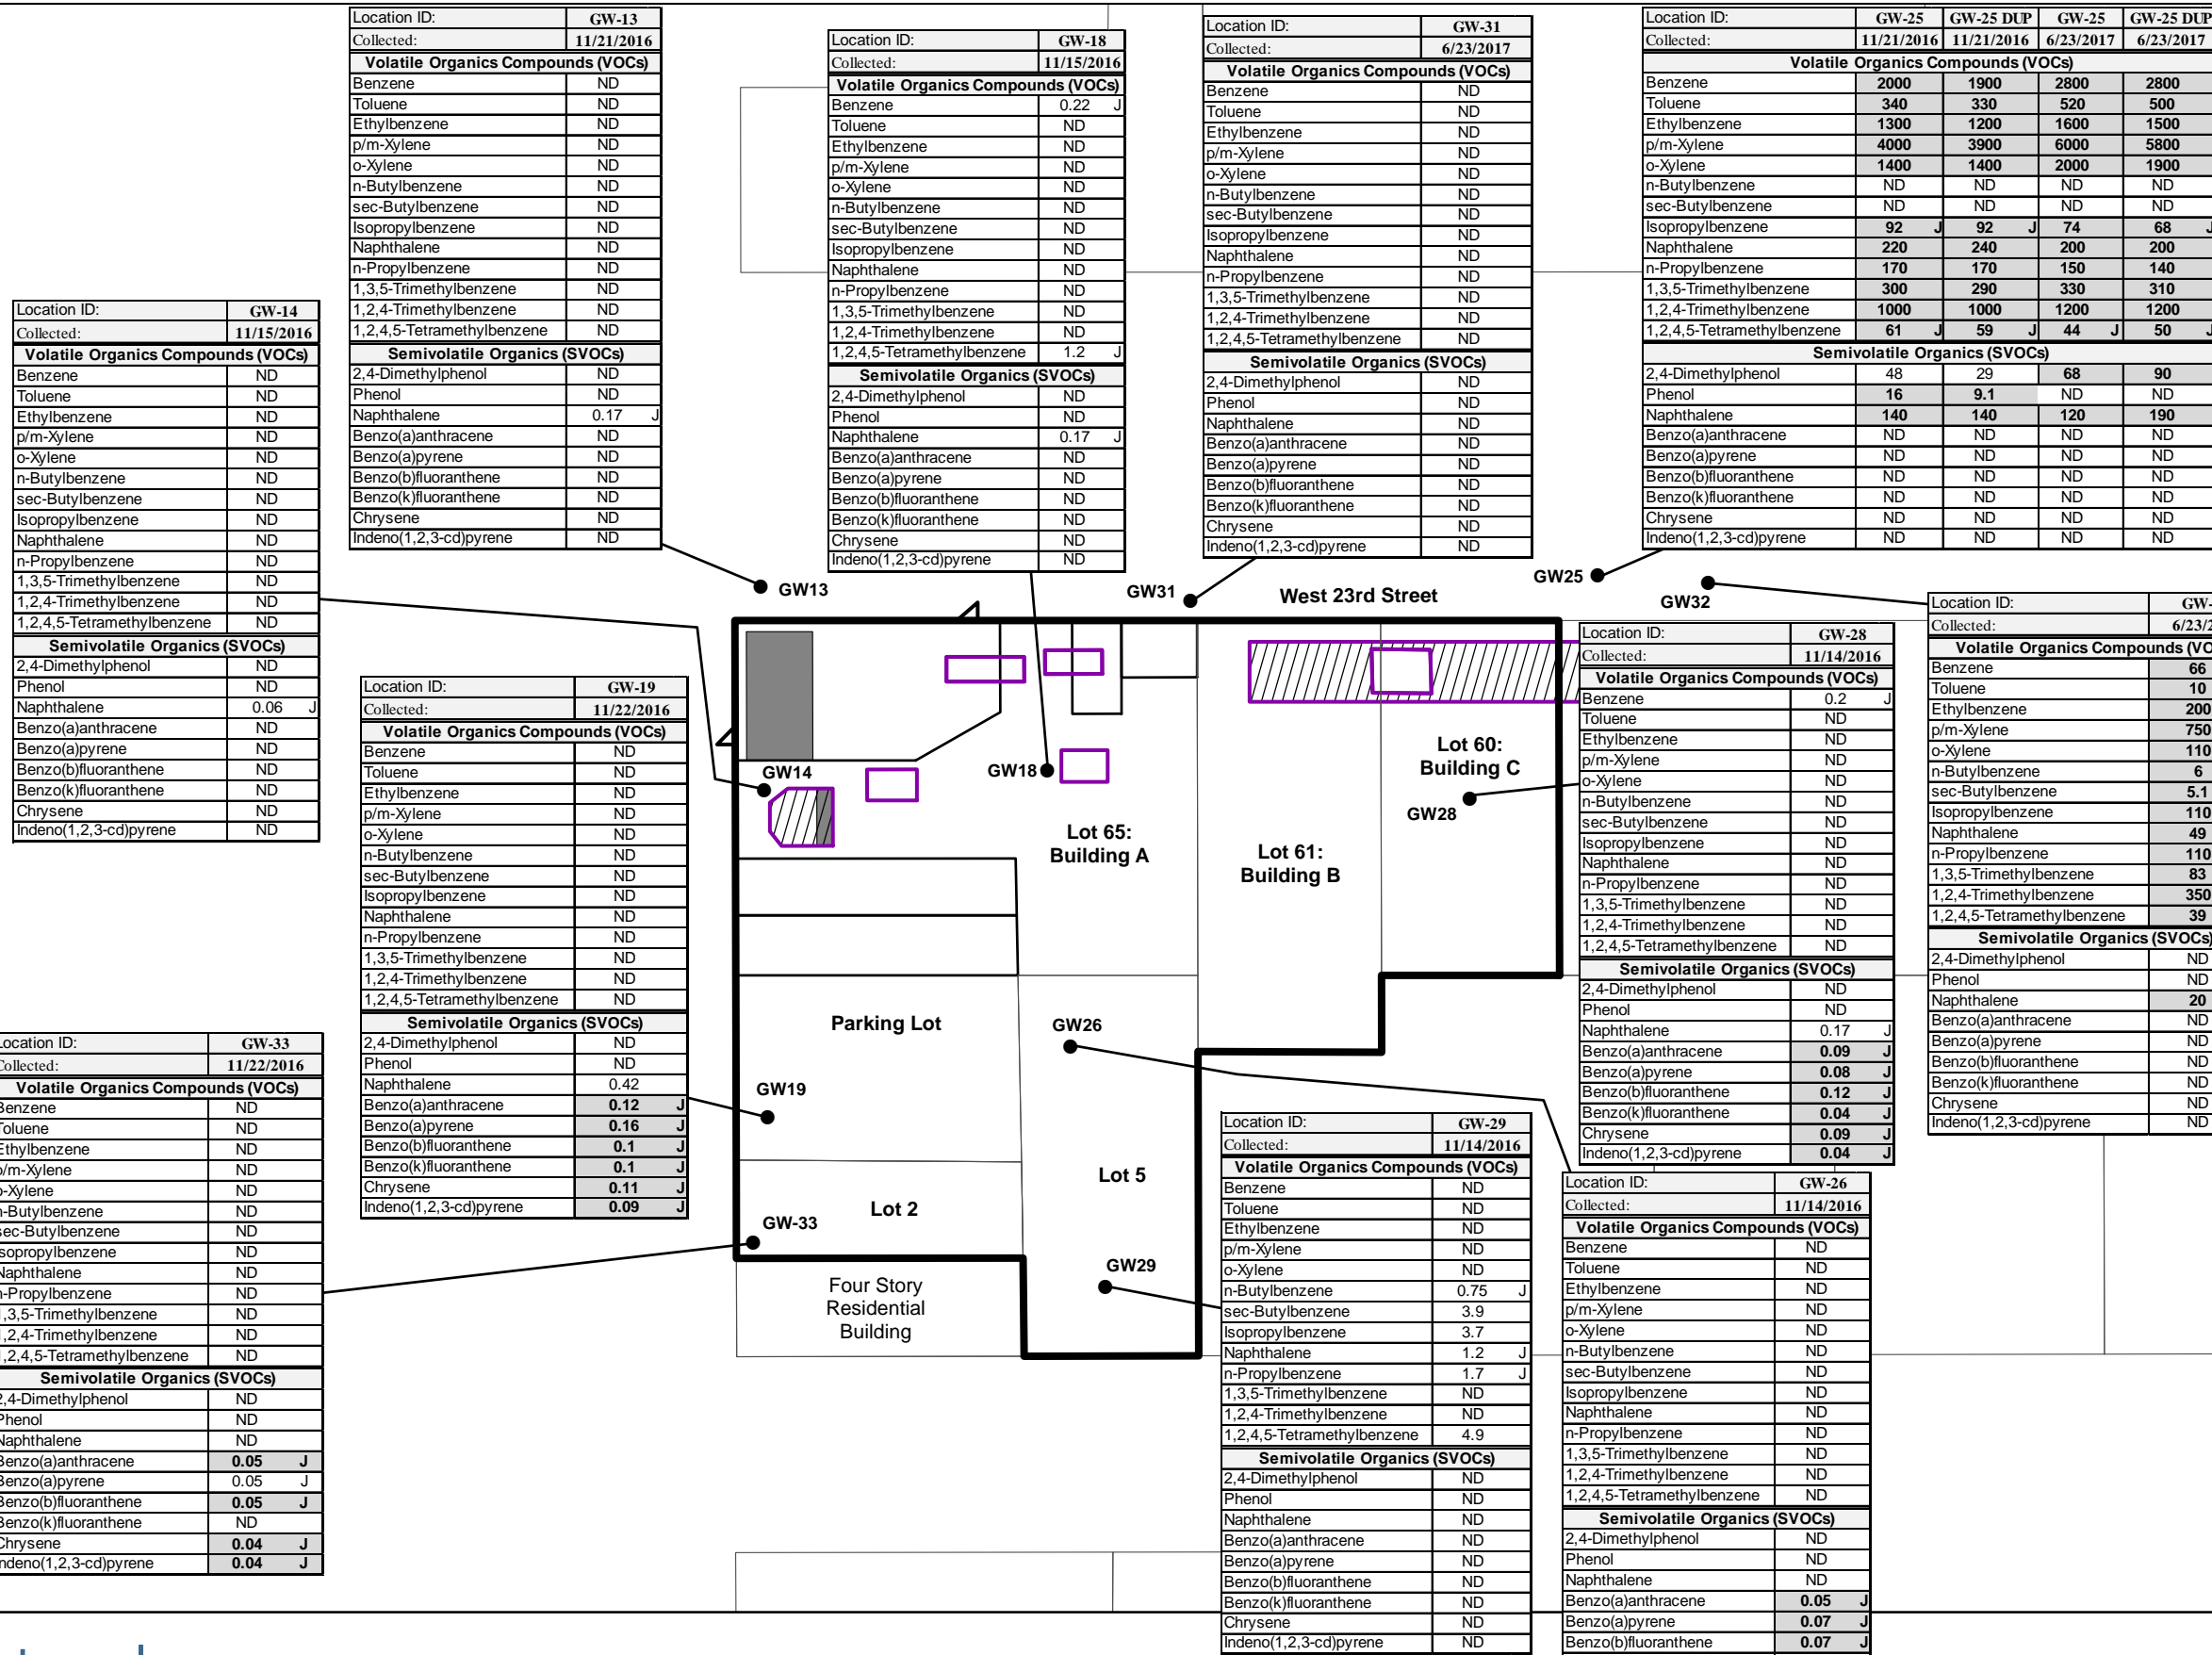 Location ID: GW-13
Collected: 11/21/2016
Volatile Organics Compounds (VOCs)
Benzene ND
Toluene ND
Ethylbenzene ND
p/m-Xylene ND
o-Xylene ND
n-Butylbenzene ND
sec-Butylbenzene ND
Isopropylbenzene ND
Naphthalene ND
n-Propylbenzene ND
1,3,5-Trimethylbenzene ND
1,2,4-Trimethylbenzene ND
1,2,4,5-Tetramethylbenzene ND
Semivolatile Organics (SVOCs)
2,4-Dimethylphenol ND
Phenol ND
Naphthalene 0.17 J
Benzo(a)anthracene ND
Benzo(a)pyrene ND
Benzo(b)fluoranthene ND
Benzo(k)fluoranthene ND
Chrysene ND
Indeno(1,2,3-cd)pyrene ND
Location ID: GW-18
Collected: 11/15/2016
Volatile Organics Compounds (VOCs)
Benzene 0.22 J
Toluene ND
Ethylbenzene ND
p/m-Xylene ND
o-Xylene ND
n-Butylbenzene ND
sec-Butylbenzene ND
Isopropylbenzene ND
Naphthalene ND
n-Propylbenzene ND
1,3,5-Trimethylbenzene ND
1,2,4-Trimethylbenzene ND
1,2,4,5-Tetramethylbenzene 1.2 J
Semivolatile Organics (SVOCs)
2,4-Dimethylphenol ND
Phenol ND
Naphthalene 0.17 J
Benzo(a)anthracene ND
Benzo(a)pyrene ND
Benzo(b)fluoranthene ND
Benzo(k)fluoranthene ND
Chrysene ND
Indeno(1,2,3-cd)pyrene ND
Location ID: GW-31
Collected: 6/23/2017
Volatile Organics Compounds (VOCs)
Benzene ND
Toluene ND
Ethylbenzene ND
p/m-Xylene ND
o-Xylene ND
n-Butylbenzene ND
sec-Butylbenzene ND
Isopropylbenzene ND
Naphthalene ND
n-Propylbenzene ND
1,3,5-Trimethylbenzene ND
1,2,4-Trimethylbenzene ND
1,2,4,5-Tetramethylbenzene ND
Semivolatile Organics (SVOCs)
2,4-Dimethylphenol ND
Phenol ND
Naphthalene ND
Benzo(a)anthracene ND
Benzo(a)pyrene ND
Benzo(b)fluoranthene ND
Benzo(k)fluoranthene ND
Chrysene ND
Indeno(1,2,3-cd)pyrene ND
Location ID: GW-25 GW-25 DUP GW-25 GW-25 DUP
Collected: 11/21/2016 11/21/2016 6/23/2017 6/23/2017
Volatile Organics Compounds (VOCs)
Benzene 2000 1900 2800 2800
Toluene 340 330 520 500
Ethylbenzene 1300 1200 1600 1500
p/m-Xylene 4000 3900 6000 5800
o-Xylene 1400 1400 2000 1900
n-Butylbenzene ND ND ND ND
sec-Butylbenzene ND ND ND ND
Isopropylbenzene 92 J 92 J 74 68 J
Naphthalene 220 240 200 200
n-Propylbenzene 170 170 150 140
1,3,5-Trimethylbenzene 300 290 330 310
1,2,4-Trimethylbenzene 1000 1000 1200 1200
1,2,4,5-Tetramethylbenzene 61 J 59 J 44 J 50 J
Semivolatile Organics (SVOCs)
2,4-Dimethylphenol 48 29 68 90
Phenol 16 9.1 ND ND
Naphthalene 140 140 120 190
Benzo(a)anthracene ND ND ND ND
Benzo(a)pyrene ND ND ND ND
Benzo(b)fluoranthene ND ND ND ND
Benzo(k)fluoranthene ND ND ND ND
Chrysene ND ND ND ND
Indeno(1,2,3-cd)pyrene ND ND ND ND
Location ID: GW-14
Collected: 11/15/2016
Volatile Organics Compounds (VOCs)
Benzene ND
Toluene ND
Ethylbenzene ND
p/m-Xylene ND
o-Xylene ND
n-Butylbenzene ND
sec-Butylbenzene ND
Isopropylbenzene ND
Naphthalene ND
n-Propylbenzene ND
1,3,5-Trimethylbenzene ND
1,2,4-Trimethylbenzene ND
1,2,4,5-Tetramethylbenzene ND
Semivolatile Organics (SVOCs)
2,4-Dimethylphenol ND
Phenol ND
Naphthalene 0.06 J
Benzo(a)anthracene ND
Benzo(a)pyrene ND
Benzo(b)fluoranthene ND
Benzo(k)fluoranthene ND
Chrysene ND
Indeno(1,2,3-cd)pyrene ND
GW13
GW31
West 23rd Street
GW25
GW32
Location ID: GW-19
Collected: 11/22/2016
Volatile Organics Compounds (VOCs)
Benzene ND
Toluene ND
Ethylbenzene ND
p/m-Xylene ND
o-Xylene ND
n-Butylbenzene ND
sec-Butylbenzene ND
Isopropylbenzene ND
Naphthalene ND
n-Propylbenzene ND
1,3,5-Trimethylbenzene ND
1,2,4-Trimethylbenzene ND
1,2,4,5-Tetramethylbenzene ND
Semivolatile Organics (SVOCs)
2,4-Dimethylphenol ND
Phenol ND
Naphthalene 0.42
Benzo(a)anthracene 0.12 J
Benzo(a)pyrene 0.16 J
Benzo(b)fluoranthene 0.1 J
Benzo(k)fluoranthene 0.1 J
Chrysene 0.11 J
Indeno(1,2,3-cd)pyrene 0.09 J
GW14
GW18
Lot 65:
Building A
Lot 61:
Building B
Lot 60:
Building C
GW28
Location ID: GW-28
Collected: 11/14/2016
Volatile Organics Compounds (VOCs)
Benzene 0.2 J
Toluene ND
Ethylbenzene ND
p/m-Xylene ND
o-Xylene ND
n-Butylbenzene ND
sec-Butylbenzene ND
Isopropylbenzene ND
Naphthalene ND
n-Propylbenzene ND
1,3,5-Trimethylbenzene ND
1,2,4-Trimethylbenzene ND
1,2,4,5-Tetramethylbenzene ND
Semivolatile Organics (SVOCs)
2,4-Dimethylphenol ND
Phenol ND
Naphthalene 0.17 J
Benzo(a)anthracene 0.09 J
Benzo(a)pyrene 0.08 J
Benzo(b)fluoranthene 0.12 J
Benzo(k)fluoranthene 0.04 J
Chrysene 0.09 J
Indeno(1,2,3-cd)pyrene 0.04 J
Location ID: GW-
Collected: 6/23/2
Volatile Organics Compounds (VO
Benzene 66
Toluene 10
Ethylbenzene 200
p/m-Xylene 750
o-Xylene 110
n-Butylbenzene 6
sec-Butylbenzene 5.1
Isopropylbenzene 110
Naphthalene 49
n-Propylbenzene 110
1,3,5-Trimethylbenzene 83
1,2,4-Trimethylbenzene 350
1,2,4,5-Tetramethylbenzene 39
Semivolatile Organics (SVOCs)
2,4-Dimethylphenol ND
Phenol ND
Naphthalene 20
Benzo(a)anthracene ND
Benzo(a)pyrene ND
Benzo(b)fluoranthene ND
Benzo(k)fluoranthene ND
Chrysene ND
Indeno(1,2,3-cd)pyrene ND
Parking Lot
GW26
GW19
Lot 5
Lot 2
GW-33
GW29
Four Story
Residential
Building
ocation ID: GW-33
ollected: 11/22/2016
Volatile Organics Compounds (VOCs)
Benzene ND
Toluene ND
Ethylbenzene ND
p/m-Xylene ND
o-Xylene ND
n-Butylbenzene ND
sec-Butylbenzene ND
sopropylbenzene ND
Naphthalene ND
n-Propylbenzene ND
1,3,5-Trimethylbenzene ND
1,2,4-Trimethylbenzene ND
1,2,4,5-Tetramethylbenzene ND
Semivolatile Organics (SVOCs)
2,4-Dimethylphenol ND
Phenol ND
Naphthalene ND
Benzo(a)anthracene 0.05 J
Benzo(a)pyrene 0.05 J
Benzo(b)fluoranthene 0.05 J
Benzo(k)fluoranthene ND
Chrysene 0.04 J
ndeno(1,2,3-cd)pyrene 0.04 J
Location ID: GW-29
Collected: 11/14/2016
Volatile Organics Compounds (VOCs)
Benzene ND
Toluene ND
Ethylbenzene ND
p/m-Xylene ND
o-Xylene ND
n-Butylbenzene 0.75 J
sec-Butylbenzene 3.9
Isopropylbenzene 3.7
Naphthalene 1.2 J
n-Propylbenzene 1.7 J
1,3,5-Trimethylbenzene ND
1,2,4-Trimethylbenzene ND
1,2,4,5-Tetramethylbenzene 4.9
Semivolatile Organics (SVOCs)
2,4-Dimethylphenol ND
Phenol ND
Naphthalene ND
Benzo(a)anthracene ND
Benzo(a)pyrene ND
Benzo(b)fluoranthene ND
Benzo(k)fluoranthene ND
Chrysene ND
Indeno(1,2,3-cd)pyrene ND
Location ID: GW-26
Collected: 11/14/2016
Volatile Organics Compounds (VOCs)
Benzene ND
Toluene ND
Ethylbenzene ND
p/m-Xylene ND
o-Xylene ND
n-Butylbenzene ND
sec-Butylbenzene ND
Isopropylbenzene ND
Naphthalene ND
n-Propylbenzene ND
1,3,5-Trimethylbenzene ND
1,2,4-Trimethylbenzene ND
1,2,4,5-Tetramethylbenzene ND
Semivolatile Organics (SVOCs)
2,4-Dimethylphenol ND
Phenol ND
Naphthalene ND
Benzo(a)anthracene 0.05 J
Benzo(a)pyrene 0.07 J
Benzo(b)fluoranthene 0.07 J